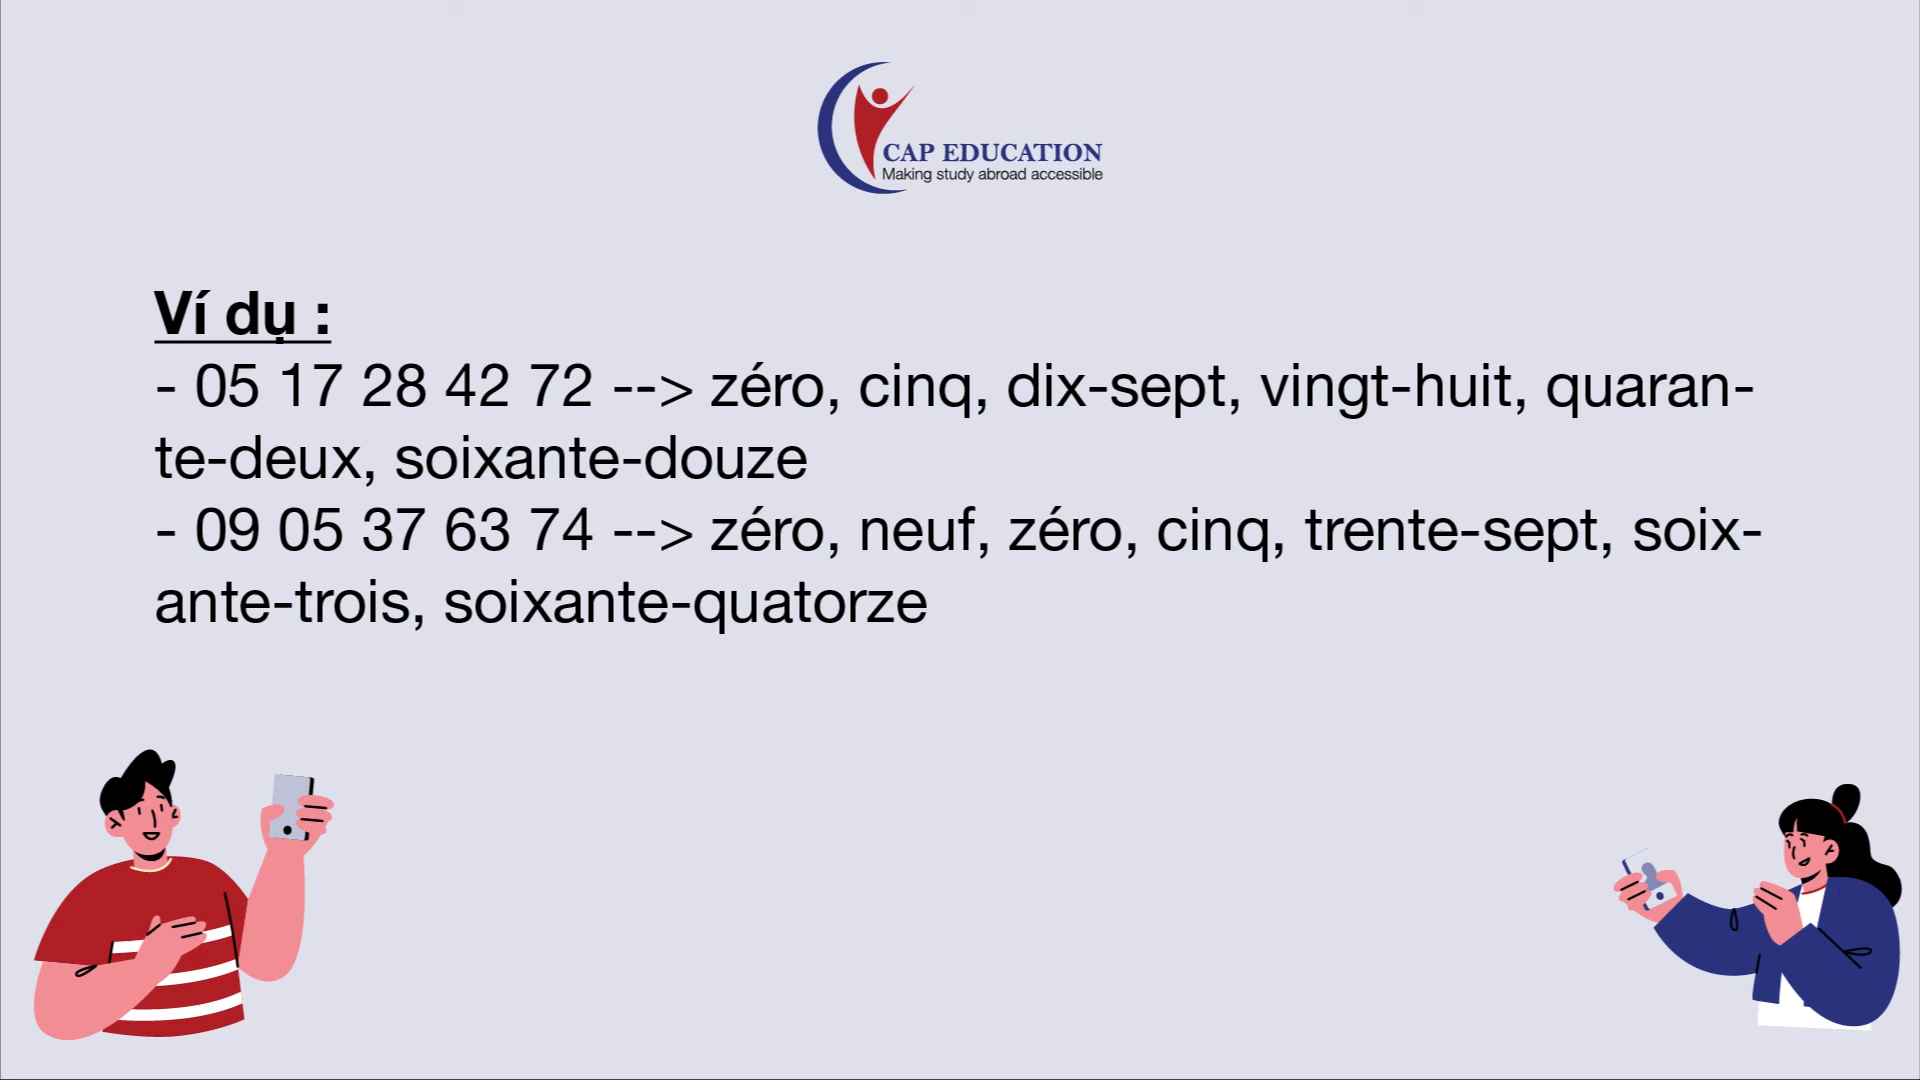 CAP EDUCATION
Making study abroad accessible
Ví dụ :
- 05 17 28 42 72 --> zéro, cinq, dix-sept, vingt-huit, quaran-
te-deux, soixante-douze
- 09 05 37 63 74 --> zéro, neuf, zéro, cinq, trente-sept, soix-
ante-trois, soixante-quatorze